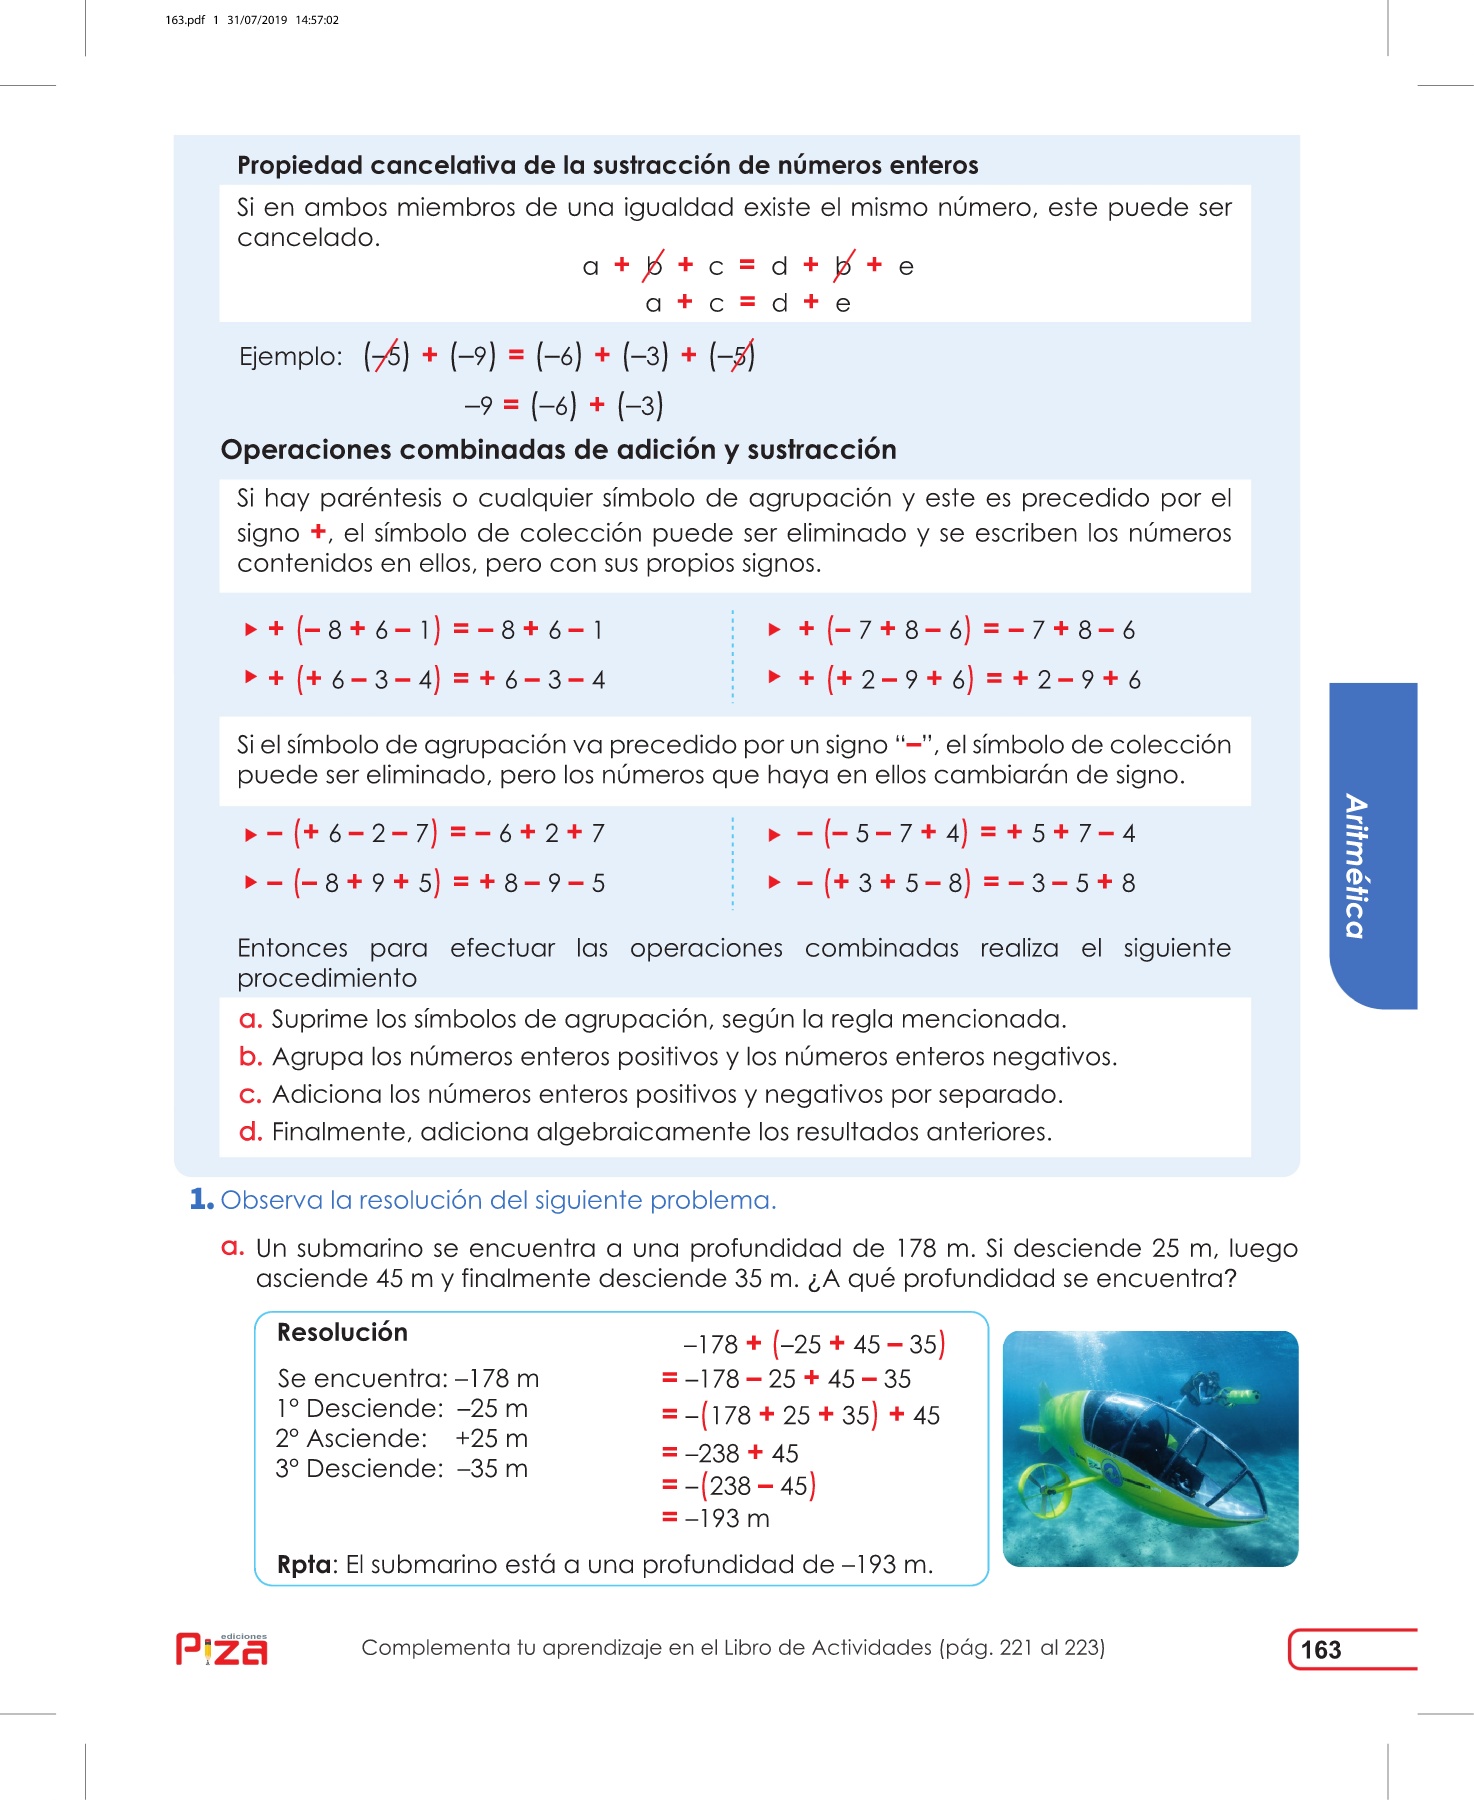 163.pdf 1 31/07/2019 14:57:02
Propiedad cancelativa de la sustracción de números enteros
Si en ambos miembros de una igualdad existe el mismo número, este puede ser
cancelado.
a + b + c = d + b + e
a + c = d + e
Ejemplo: (–5) + (–9) = (–6) + (–3) + (–5)
–9 = (–6) + (–3)
Operaciones combinadas de adición y sustracción
Si hay paréntesis o cualquier símbolo de agrupación y este es precedido por el
signo +, el símbolo de colección puede ser eliminado y se escriben los números
contenidos en ellos, pero con sus propios signos.
▶ + (– 8 + 6 – 1) = – 8 + 6 – 1
▶ + (+ 6 – 3 – 4) = + 6 – 3 – 4
▶ + (– 7 + 8 – 6) = – 7 + 8 – 6
▶ + (+ 2 – 9 + 6) = + 2 – 9 + 6
Si el símbolo de agrupación va precedido por un signo “–”, el símbolo de colección
puede ser eliminado, pero los números que haya en ellos cambiarán de signo.
▶ – (+ 6 – 2 – 7) = – 6 + 2 + 7
▶ – (– 8 + 9 + 5) = + 8 – 9 – 5
▶ – (– 5 – 7 + 4) = + 5 + 7 – 4
▶ – (+ 3 + 5 – 8) = – 3 – 5 + 8
Entonces para efectuar las operaciones combinadas realiza el siguiente
procedimiento
a. Suprime los símbolos de agrupación, según la regla mencionada.
b. Agrupa los números enteros positivos y los números enteros negativos.
c. Adiciona los números enteros positivos y negativos por separado.
d. Finalmente, adiciona algebraicamente los resultados anteriores.
Aritmética
1. Observa la resolución del siguiente problema.
a. Un submarino se encuentra a una profundidad de 178 m. Si desciende 25 m, luego
asciende 45 m y finalmente desciende 35 m. ¿A qué profundidad se encuentra?
Resolución
Se encuentra: –178 m
1° Desciende: –25 m
2° Asciende: +25 m
3° Desciende: –35 m
–178 + (–25 + 45 – 35)
= –178 – 25 + 45 – 35
= –(178 + 25 + 35) + 45
= –238 + 45
= –(238 – 45)
= –193 m
Rpta: El submarino está a una profundidad de –193 m.
ediciones
Piza
Complementa tu aprendizaje en el Libro de Actividades (pág. 221 al 223)
163